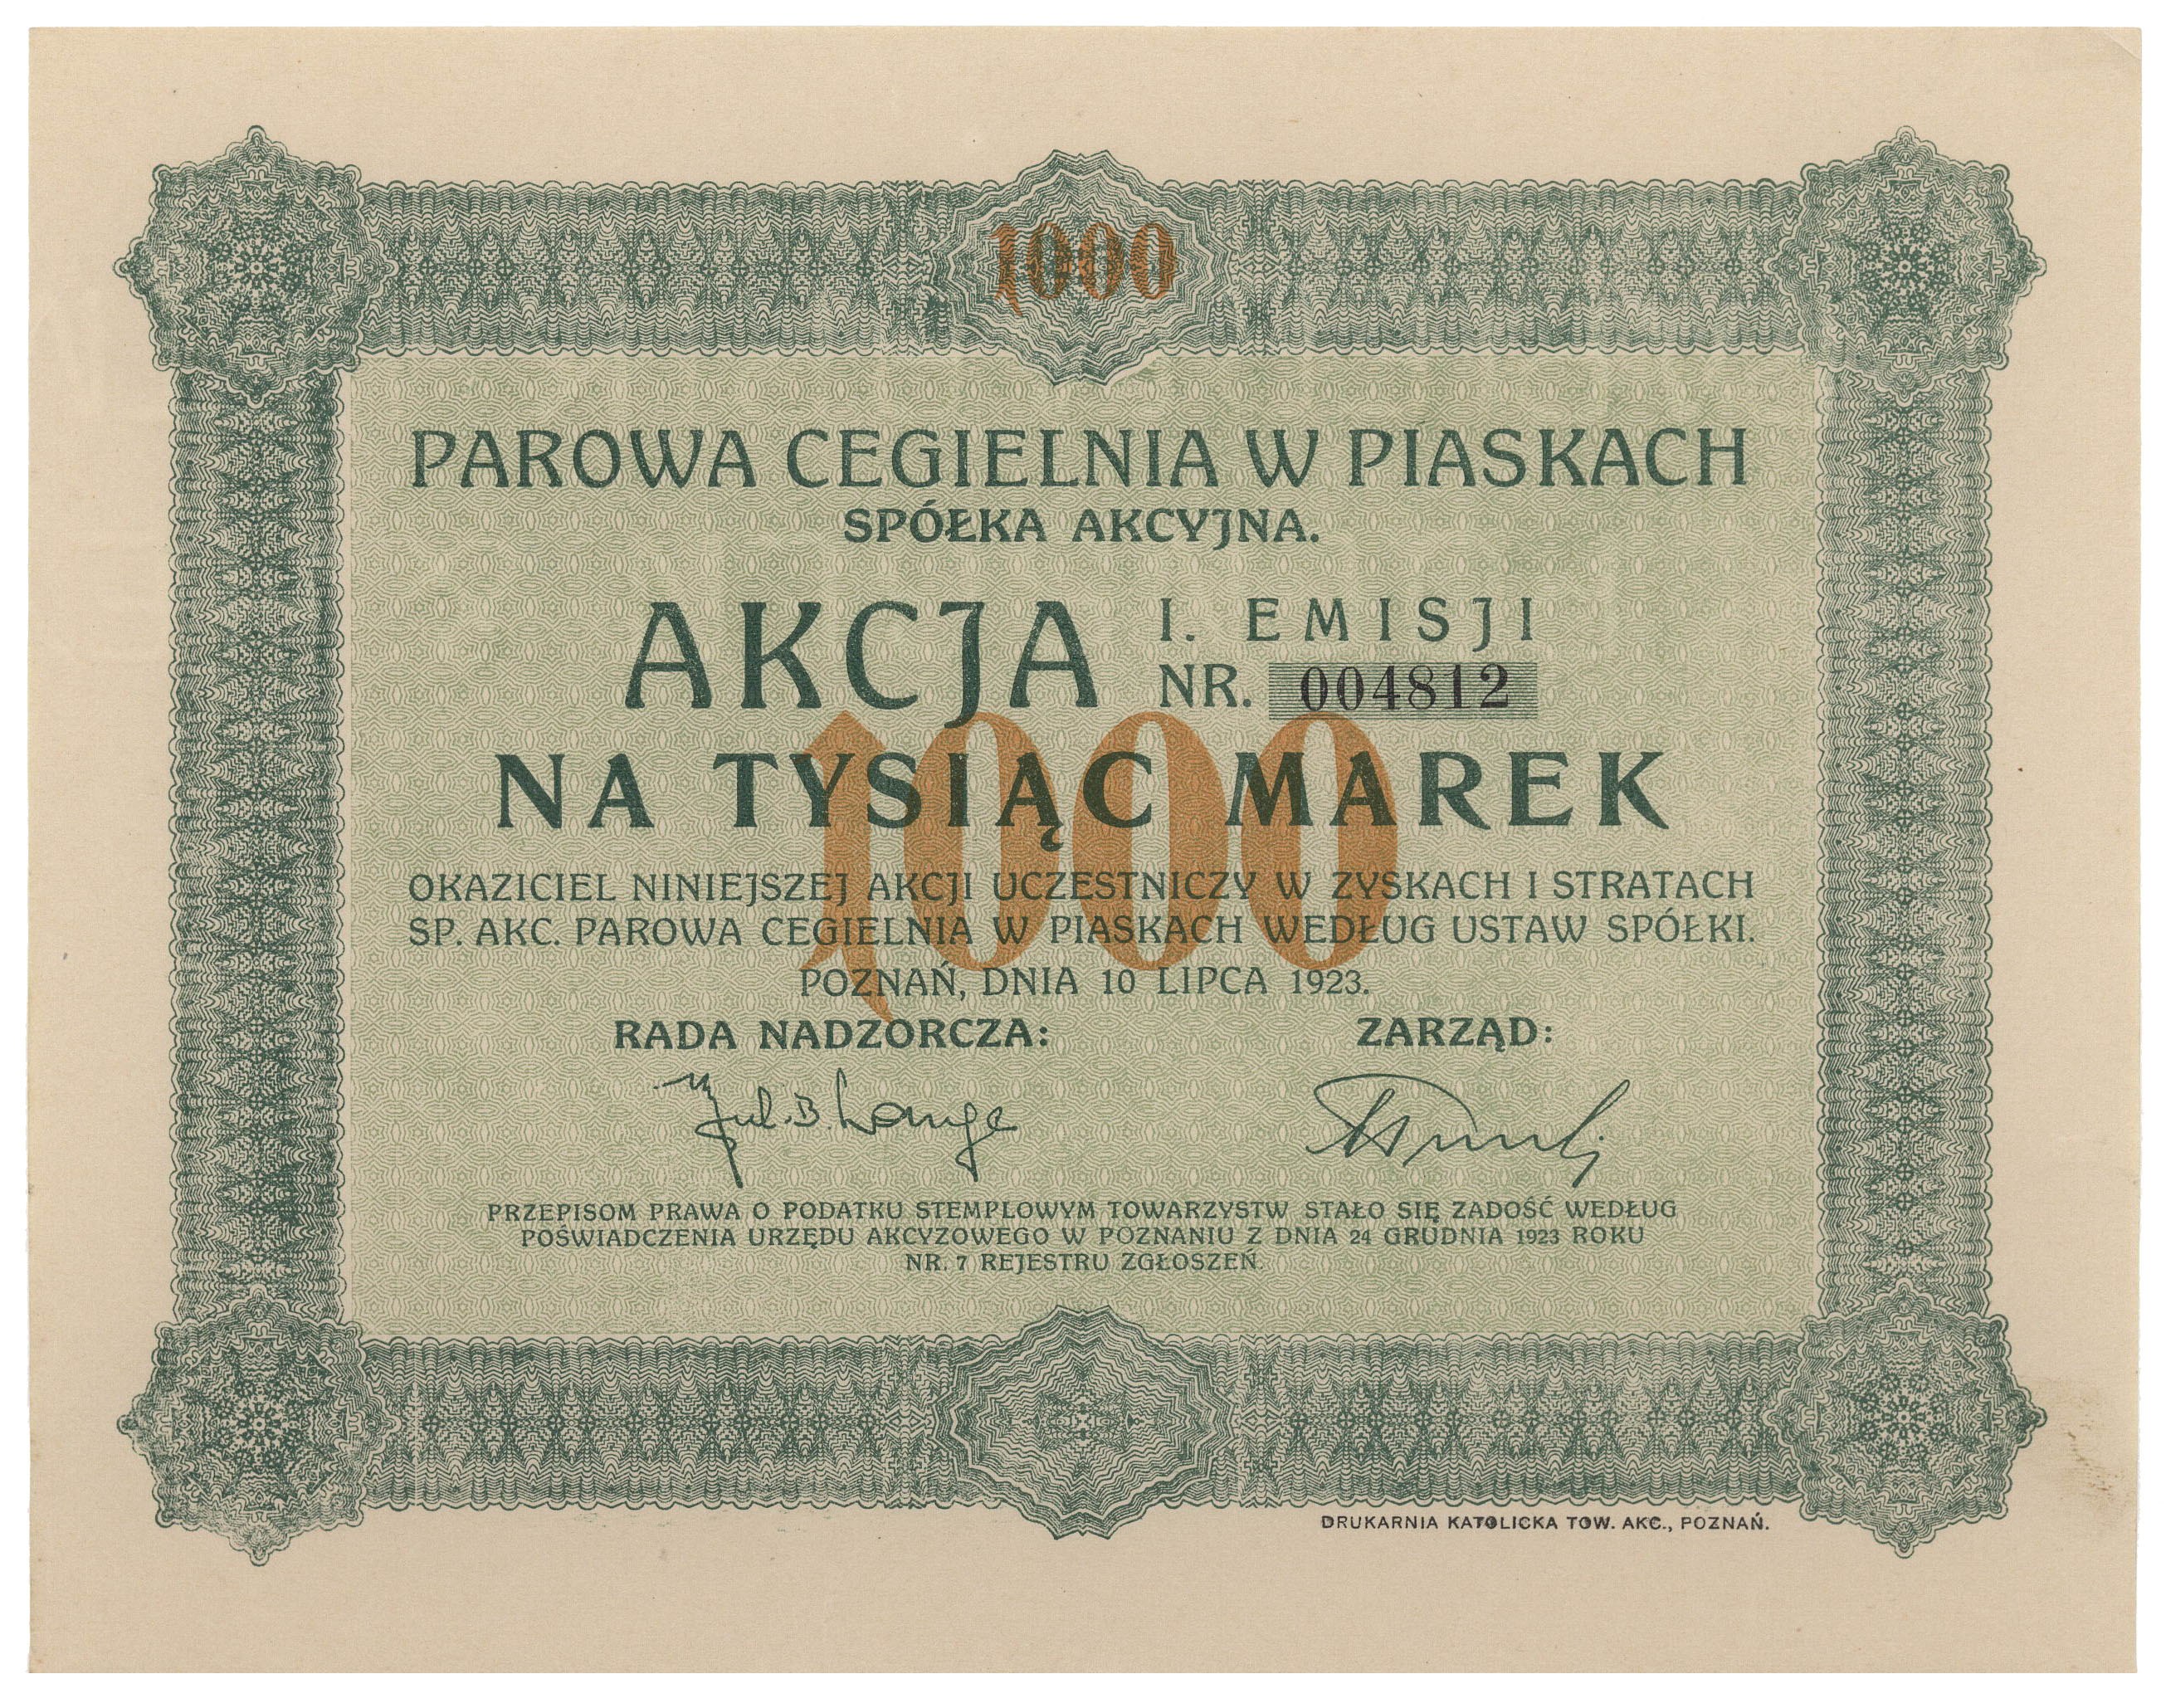 1000
PAROWA CEGIELNIA W PIASKACH
SPÓŁKA AKCYJNA.
AKCJA I. EMISJI
NR. 004812
1000
NA TYSIĄC MAREK
OKAZICIEL NINIEJSZEJ AKCJI UCZESTNICZY W ZYSKACH I STRATACH
SP. AKC. PAROWA CEGIELNIA W PIASKACH WEDŁUG USTAW SPÓŁKI.
POZNAŃ, DNIA 10 LIPCA 1923.
RADA NADZORCZA: ZARZĄD:
Jul. B. Lange
PRZEPISOM PRAWA O PODATKU STEMPLOWYM TOWARZYSTW STAŁO SIĘ ZADOŚĆ WEDŁUG
POŚWIADCZENIA URZĘDU AKCYZOWEGO W POZNANIU Z DNIA 24 GRUDNIA 1923 ROKU
NR. 7 REJESTRU ZGŁOSZEŃ.
DRUKARNIA KATOLICKA TOW. AKC., POZNAŃ.